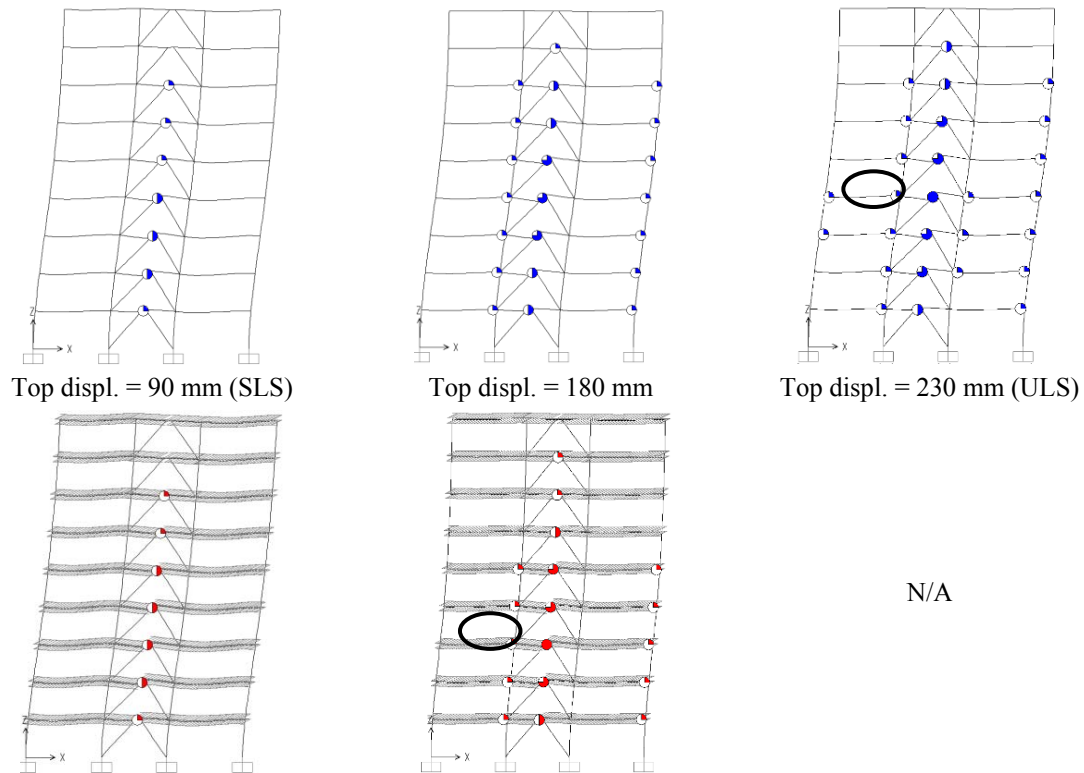 Z
X
Z
X
Z
X
Top displ. = 90 mm (SLS)
Top displ. = 180 mm
Top displ. = 230 mm (ULS)
N/A
Z
X
Z
X